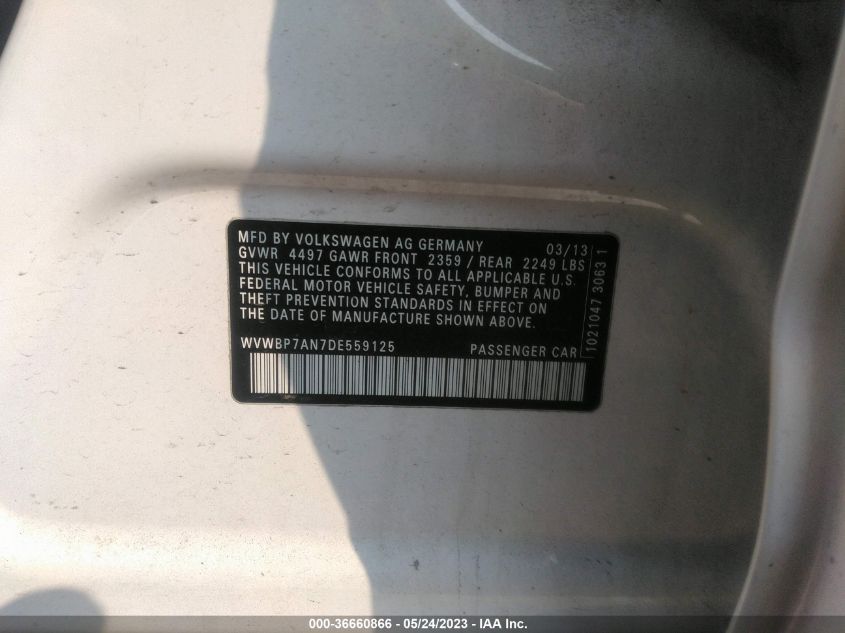 MFD BY VOLKSWAGEN AG GERMANY 03/13
GVWR 4497 GAWR FRONT 2359 / REAR 2249 LBS
THIS VEHICLE CONFORMS TO ALL APPLICABLE U.S.
FEDERAL MOTOR VEHICLE SAFETY, BUMPER AND
THEFT PREVENTION STANDARDS IN EFFECT ON
THE DATE OF MANUFACTURE SHOWN ABOVE.
WVWBP7AN7DE559125 PASSENGER CAR
1021047 3063 1
000-36660866 - 05/24/2023 - IAA Inc.